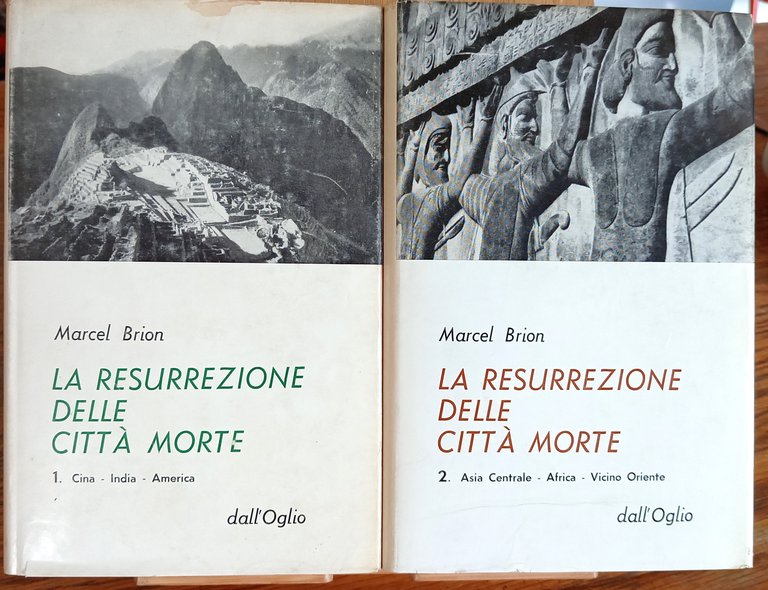 Marcel Brion
LA RESURREZIONE
DELLE
CITTÀ MORTE
1. Cina - India - America
dall'Oglio
Marcel Brion
LA RESURREZIONE
DELLE
CITTÀ MORTE
2. Asia Centrale - Africa - Vicino Oriente
dall'Oglio